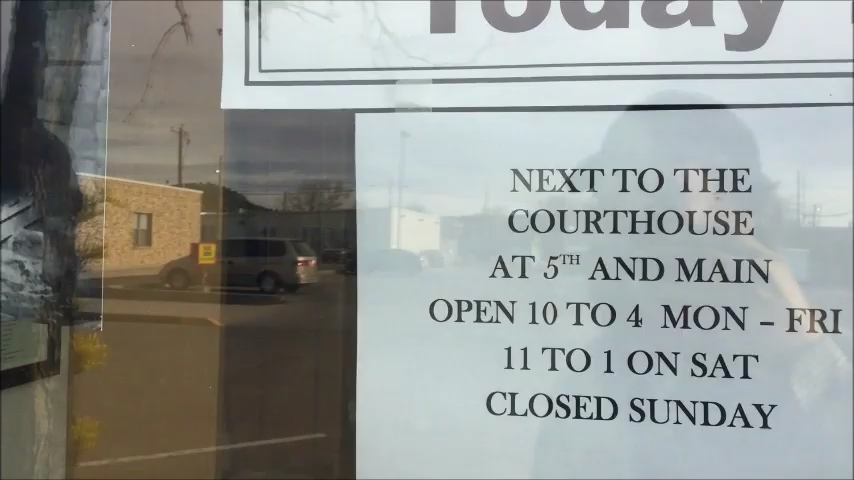 Today
NEXT TO THE
COURTHOUSE
AT 5TH AND MAIN
OPEN 10 TO 4 MON – FRI
11 TO 1 ON SAT
CLOSED SUNDAY